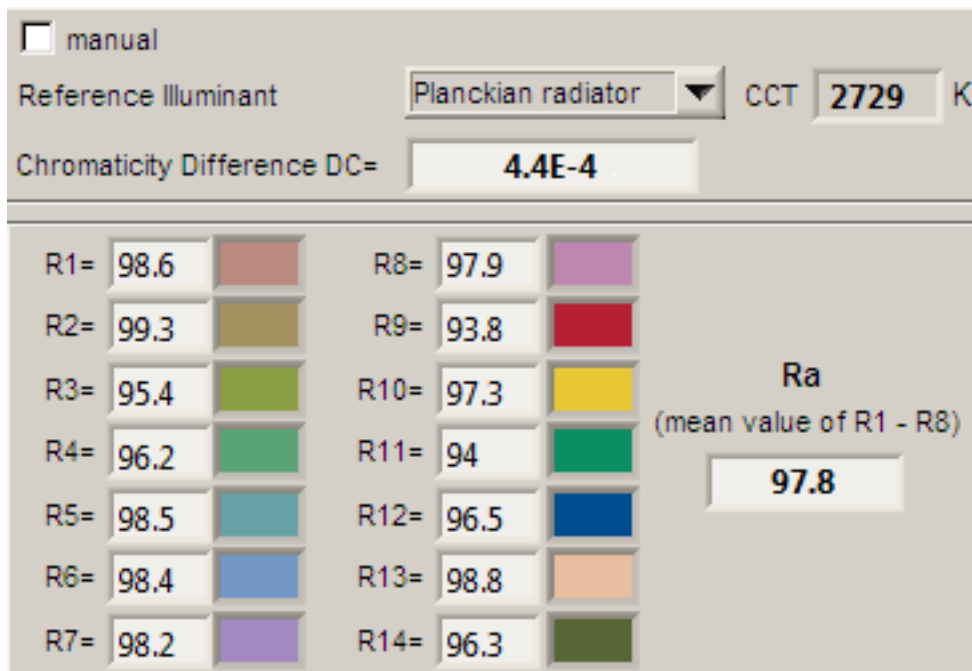 manual
Reference Illuminant Planckian radiator CCT 2729 K
Chromaticity Difference DC= 4.4E-4
R1= 98.6 R8= 97.9
R2= 99.3 R9= 93.8
R3= 95.4 R10= 97.3
R4= 96.2 R11= 94
R5= 98.5 R12= 96.5
R6= 98.4 R13= 98.8
R7= 98.2 R14= 96.3
Ra
(mean value of R1 - R8)
97.8